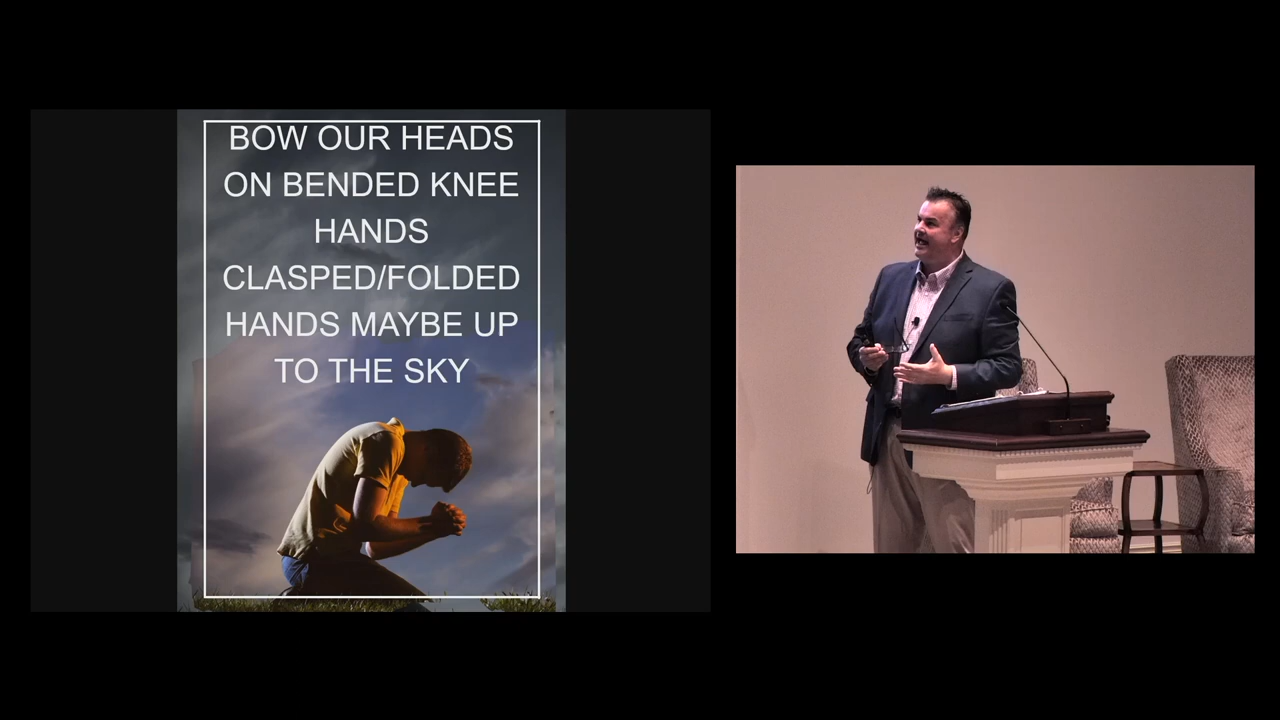 BOW OUR HEADS
ON BENDED KNEE
HANDS
CLASPED/FOLDED
HANDS MAYBE UP
TO THE SKY